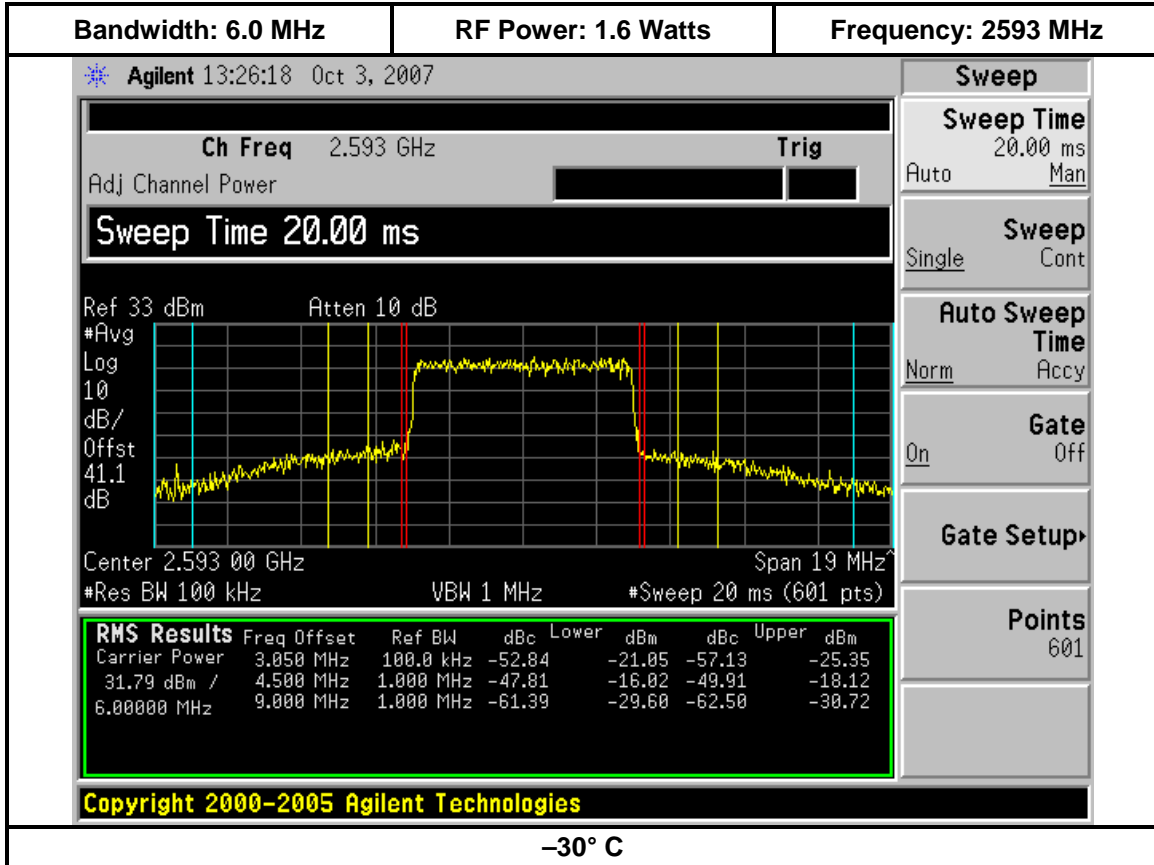 Bandwidth: 6.0 MHz RF Power: 1.6 Watts Frequency: 2593 MHz
Agilent 13:26:18 Oct 3, 2007
Sweep
Ch Freq 2.593 GHz Trig
Adj Channel Power
Sweep Time 20.00 ms
Ref 33 dBm Atten 10 dB
#Avg
Log
10
dB/
Offst
41.1
dB
Center 2.593 00 GHz Span 19 MHz^
#Res BW 100 kHz VBW 1 MHz #Sweep 20 ms (601 pts)
RMS Results Freq Offset Ref BW dBc Lower dBm dBc Upper dBm
Carrier Power 3.050 MHz 100.0 kHz -52.84 -21.05 -57.13 -25.35
31.79 dBm / 4.500 MHz 1.000 MHz -47.81 -16.02 -49.91 -18.12
6.00000 MHz 9.000 MHz 1.000 MHz -61.39 -29.60 -62.50 -30.72
Sweep Time
20.00 ms
Auto Man
Sweep
Single Cont
Auto Sweep
Time
Norm Accy
Gate
On Off
Gate Setup▸
Points
601
Copyright 2000-2005 Agilent Technologies
–30° C